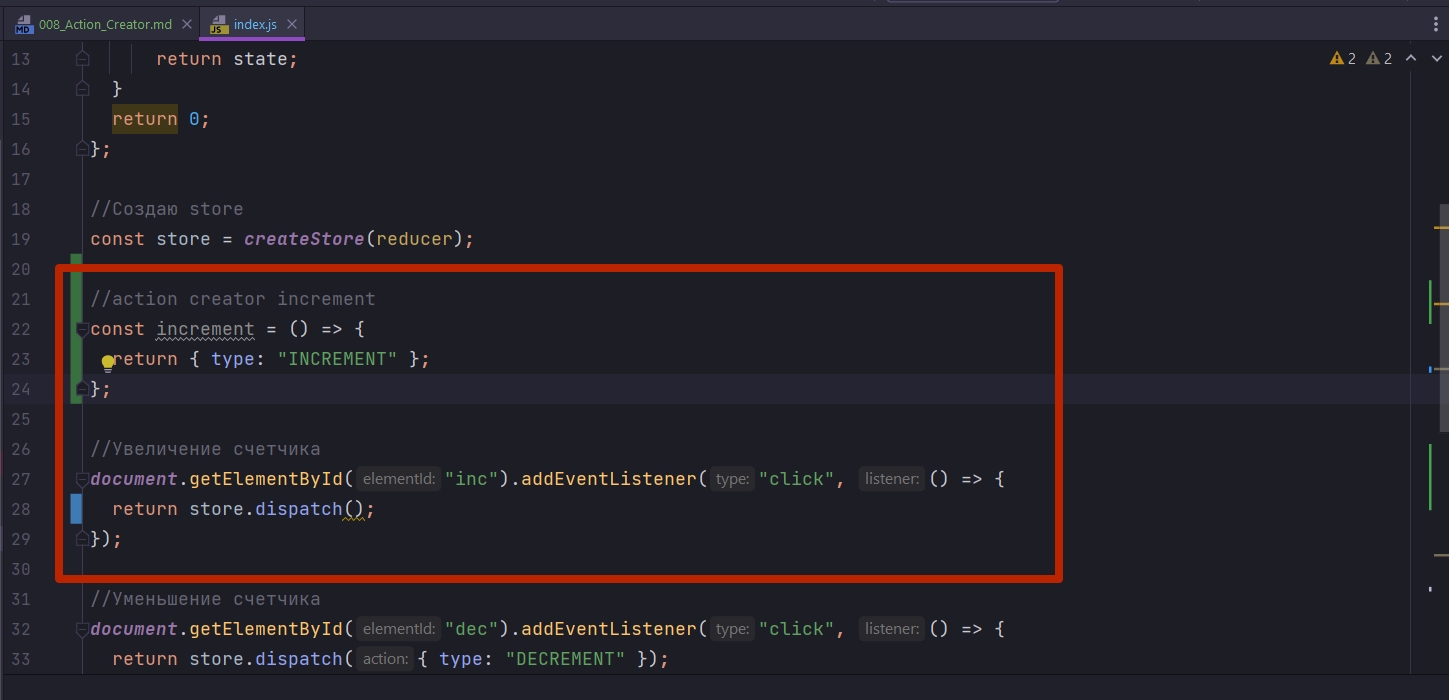 008_Action_Creator.md
index.js
2 2
13 return state;
14 }
15 return 0;
16 };
17
18 //Создаю store
19 const store = createStore(reducer);
20
21 //action creator increment
22 const increment = () => {
23 return { type: "INCREMENT" };
24 };
25
26 //Увеличение счетчика
27 document.getElementById( elementId: "inc").addEventListener( type: "click", listener: () => {
28 return store.dispatch();
29 });
30
31 //Уменьшение счетчика
32 document.getElementById( elementId: "dec").addEventListener( type: "click", listener: () => {
33 return store.dispatch( action: { type: "DECREMENT" });